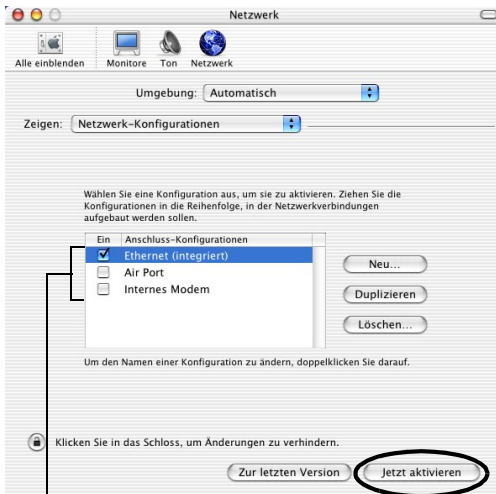 Netzwerk
Alle einblenden Monitore Ton Netzwerk
Umgebung: Automatisch
Zeigen: Netzwerk-Konfigurationen
Wählen Sie eine Konfiguration aus, um sie zu aktivieren. Ziehen Sie die
Konfigurationen in die Reihenfolge, in der Netzwerkverbindungen
aufgebaut werden sollen.
Ein Anschluss-Konfigurationen
Ethernet (integriert)
Air Port
Internes Modem
Neu...
Duplizieren
Löschen...
Um den Namen einer Konfiguration zu ändern, doppelklicken Sie darauf.
Klicken Sie in das Schloss, um Änderungen zu verhindern.
Zur letzten Version Jetzt aktivieren